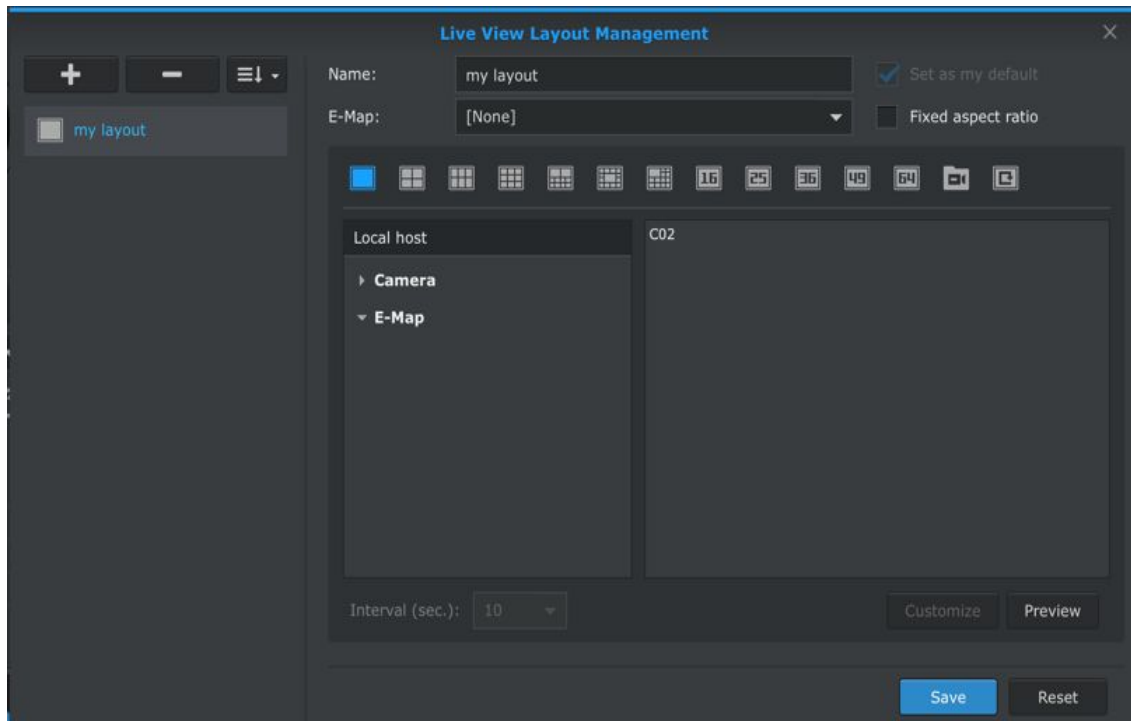 Live View Layout Management
Name:
my layout
Set as my default
E-Map:
[None]
Fixed aspect ratio
my layout
16 25 36 49 64
Local host
C02
Camera
E-Map
Interval (sec.):
10
Customize
Preview
Save
Reset